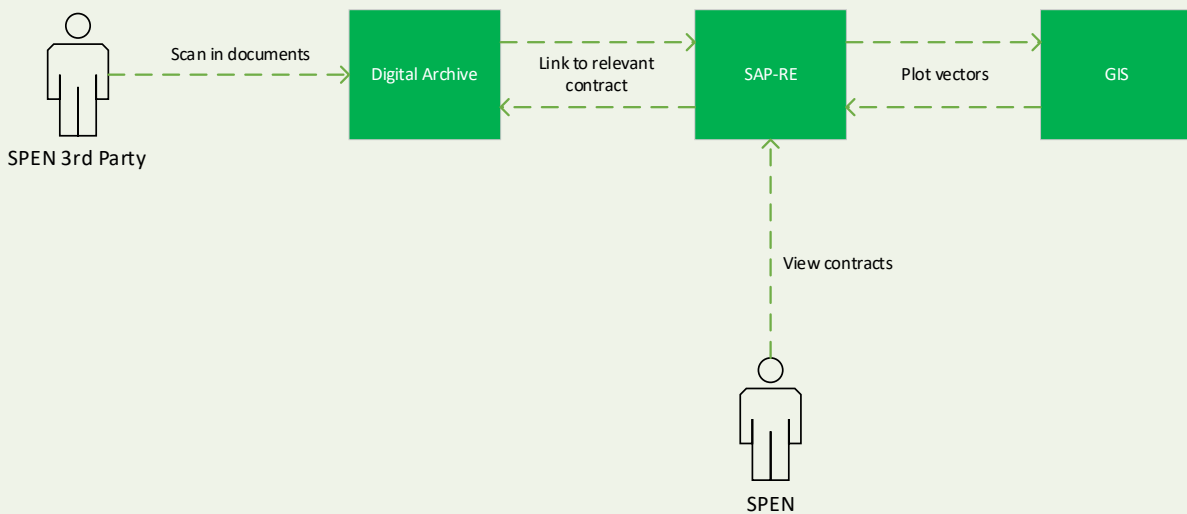 Scan in documents
SPEN 3rd Party
Digital Archive
Link to relevant
contract
SAP-RE
Plot vectors
GIS
View contracts
SPEN